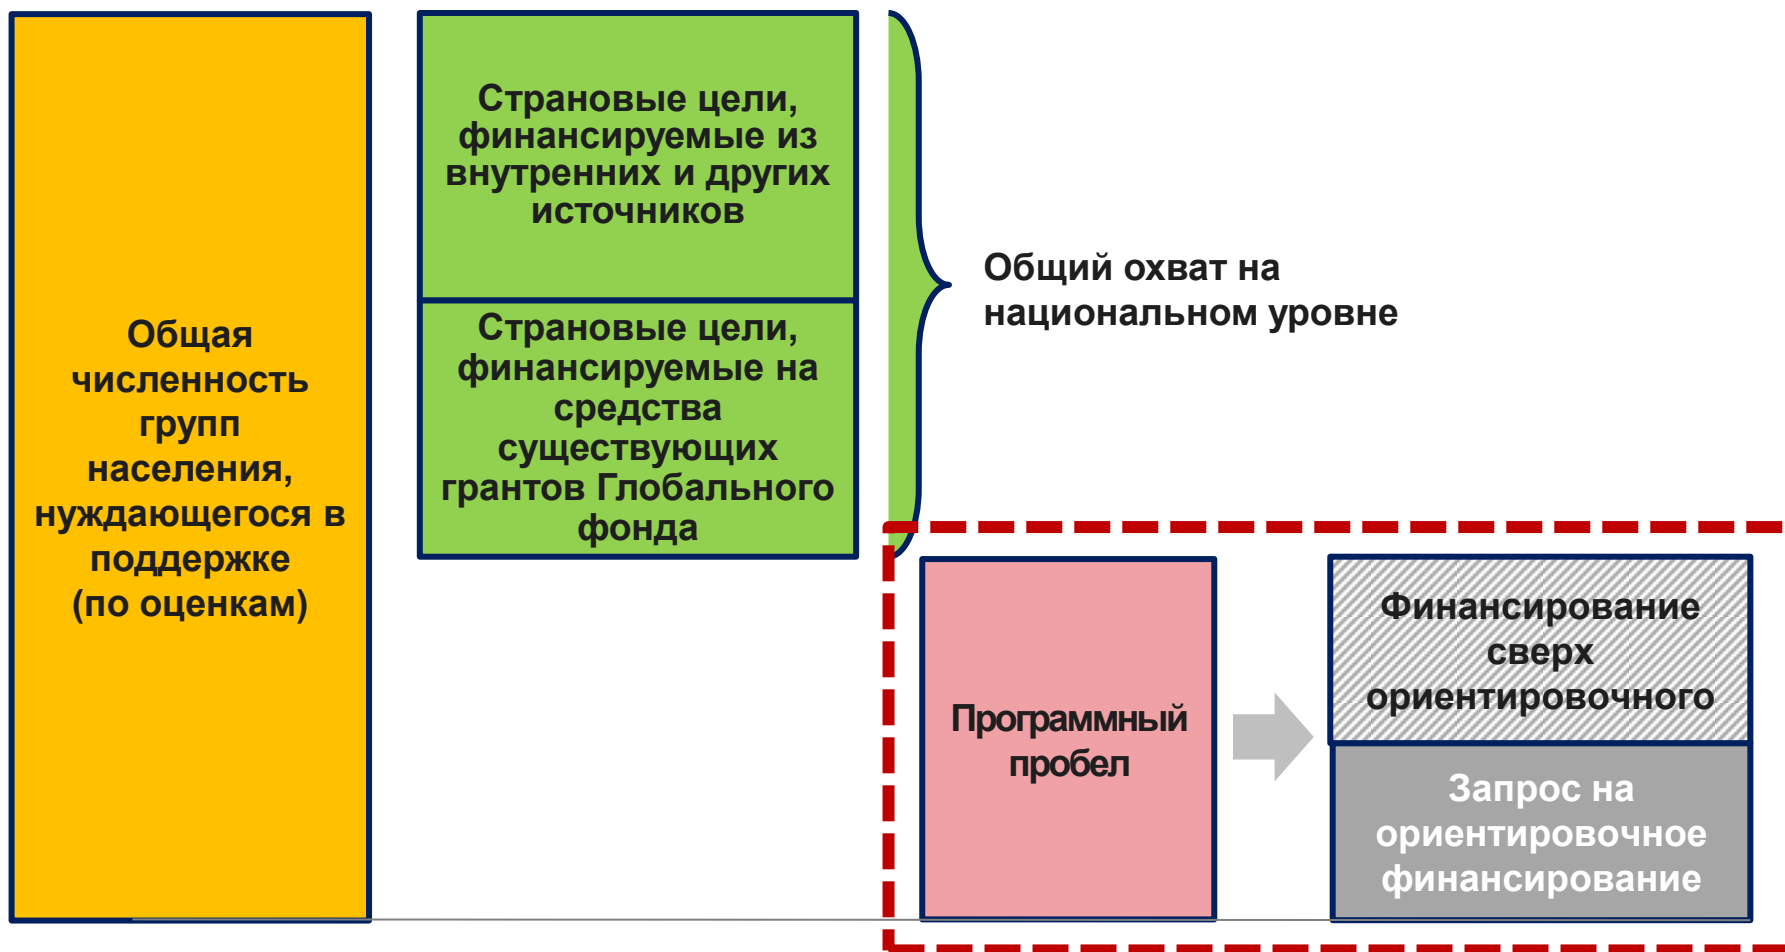 Общая
численность
групп
населения,
нуждающегося в
поддержке
(по оценкам)
Страновые цели,
финансируемые из
внутренних и других
источников
Страновые цели,
финансируемые на
средства
существующих
грантов Глобального
фонда
Общий охват на
национальном уровне
Программный
пробел
Финансирование
сверх
ориентировочного
Запрос на
ориентировочное
финансирование